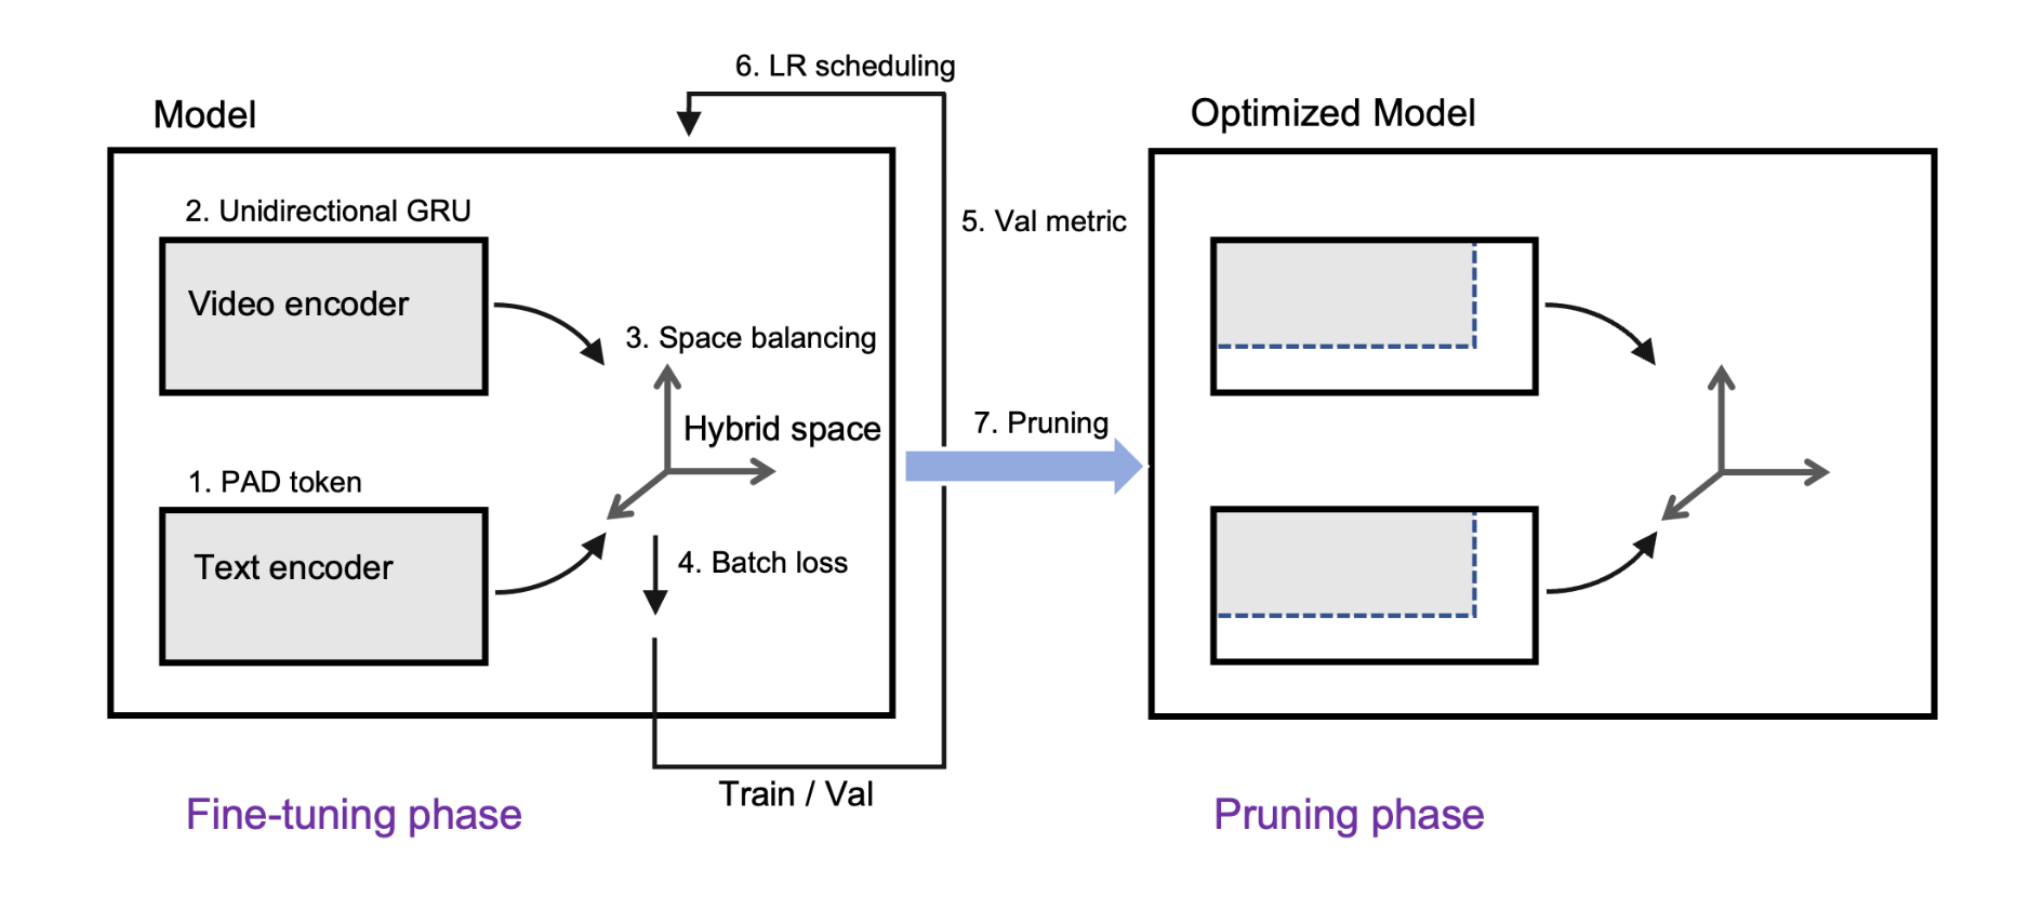 6. LR scheduling
Model
Optimized Model
2. Unidirectional GRU
5. Val metric
Video encoder
3. Space balancing
7. Pruning
Hybrid space
1. PAD token
Text encoder
4. Batch loss
Train / Val
Fine-tuning phase
Pruning phase